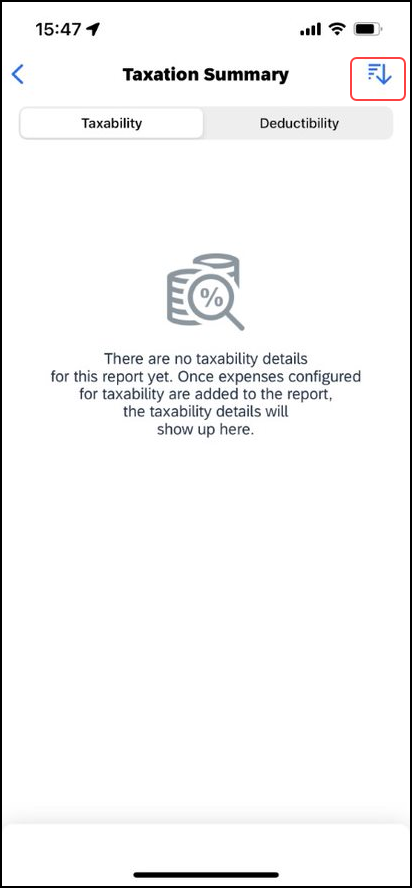 15:47
Taxation Summary
Taxability
Deductibility
%
There are no taxability details
for this report yet. Once expenses configured
for taxability are added to the report,
the taxability details will
show up here.